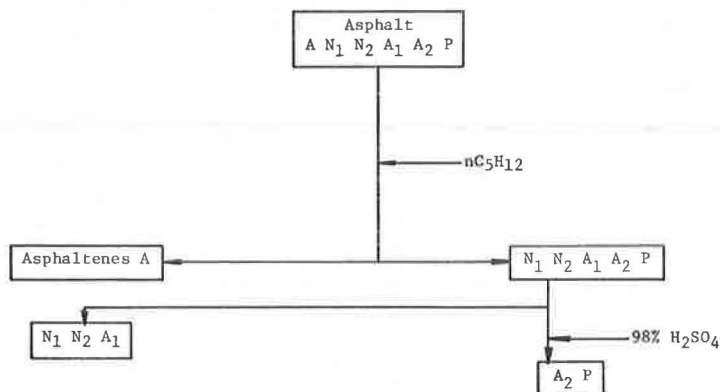 Asphalt
A N₁ N₂ A₁ A₂ P
nC₅H₁₂
Asphaltenes A
N₁ N₂ A₁ A₂ P
N₁ N₂ A₁
98% H₂SO₄
A₂ P